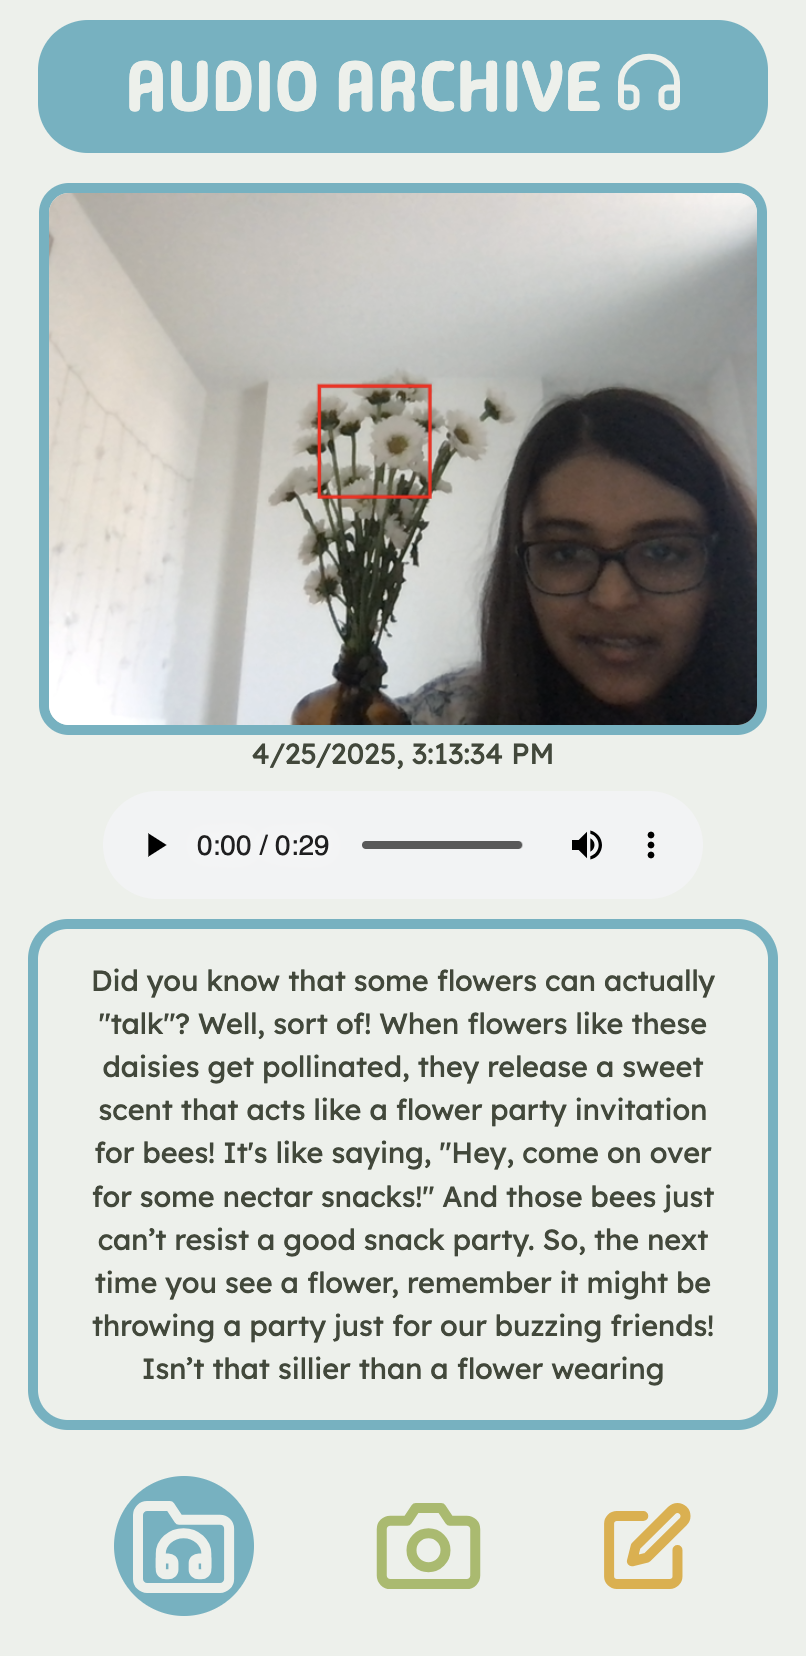 AUDIO ARCHIVE
4/25/2025, 3:13:34 PM
0:00 / 0:29
Did you know that some flowers can actually
"talk"? Well, sort of! When flowers like these
daisies get pollinated, they release a sweet
scent that acts like a flower party invitation
for bees! It's like saying, "Hey, come on over
for some nectar snacks!" And those bees just
can’t resist a good snack party. So, the next
time you see a flower, remember it might be
throwing a party just for our buzzing friends!
Isn’t that sillier than a flower wearing